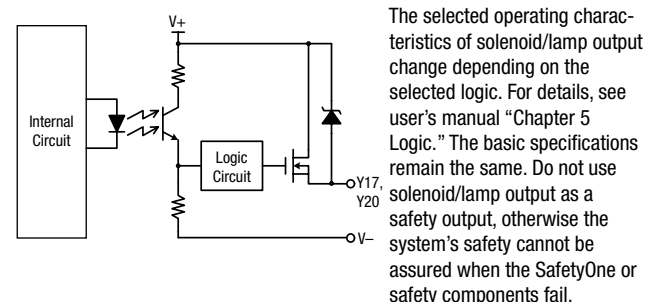 V+
Internal
Circuit
Logic
Circuit
Y17,
Y20
V–
The selected operating charac-
teristics of solenoid/lamp output
change depending on the
selected logic. For details, see
user’s manual “Chapter 5
Logic.” The basic specifications
remain the same. Do not use
solenoid/lamp output as a
safety output, otherwise the
system’s safety cannot be
assured when the SafetyOne or
safety components fail.